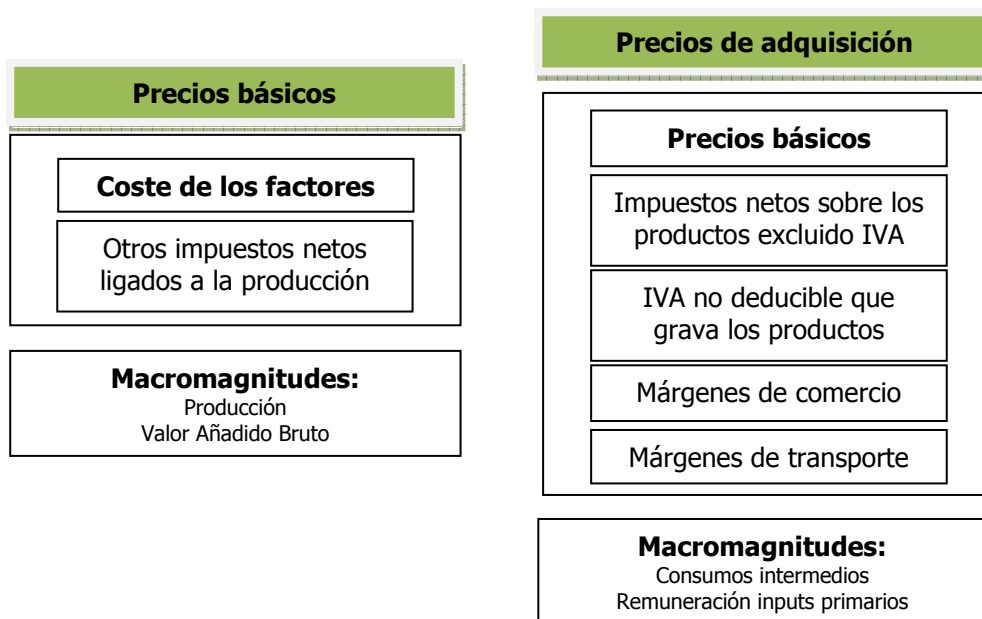 Precios básicos
Coste de los factores
Otros impuestos netos
ligados a la producción
Macromagnitudes:
Producción
Valor Añadido Bruto
Precios de adquisición
Precios básicos
Impuestos netos sobre los
productos excluido IVA
IVA no deducible que
grava los productos
Márgenes de comercio
Márgenes de transporte
Macromagnitudes:
Consumos intermedios
Remuneración inputs primarios